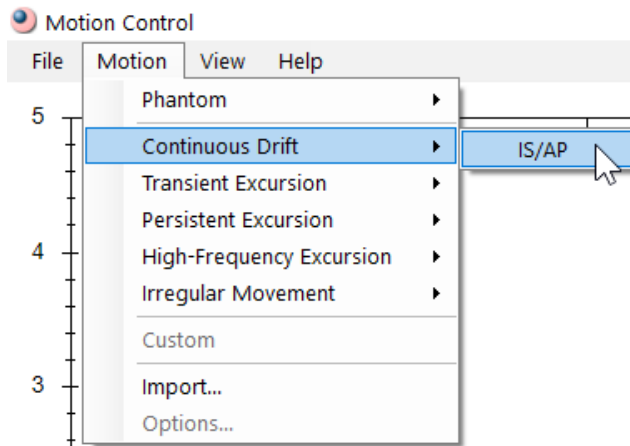 Motion Control
File Motion View Help
5
Phantom
Continuous Drift IS/AP
Transient Excursion
Persistent Excursion
4
High-Frequency Excursion
Irregular Movement
Custom
3
Import...
Options...